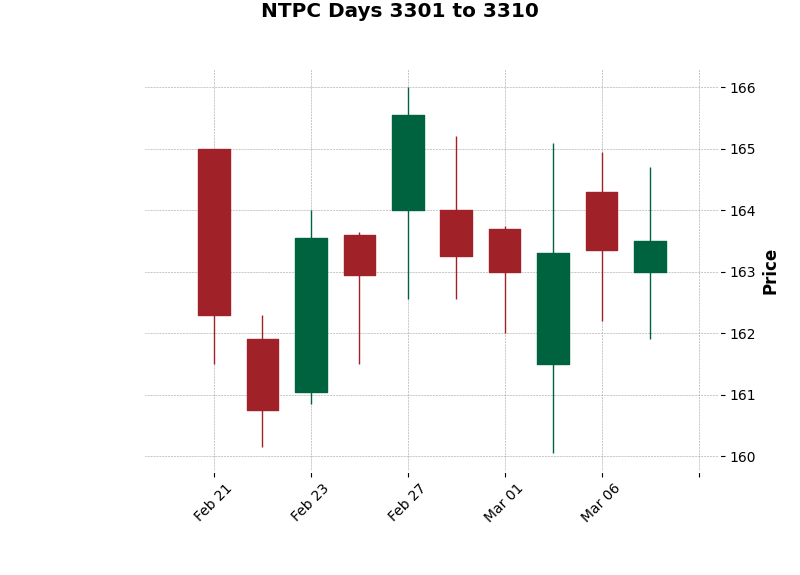 NTPC Days 3301 to 3310
166
165
164
163
162
161
160
Price
Feb 21
Feb 23
Feb 27
Mar 01
Mar 06